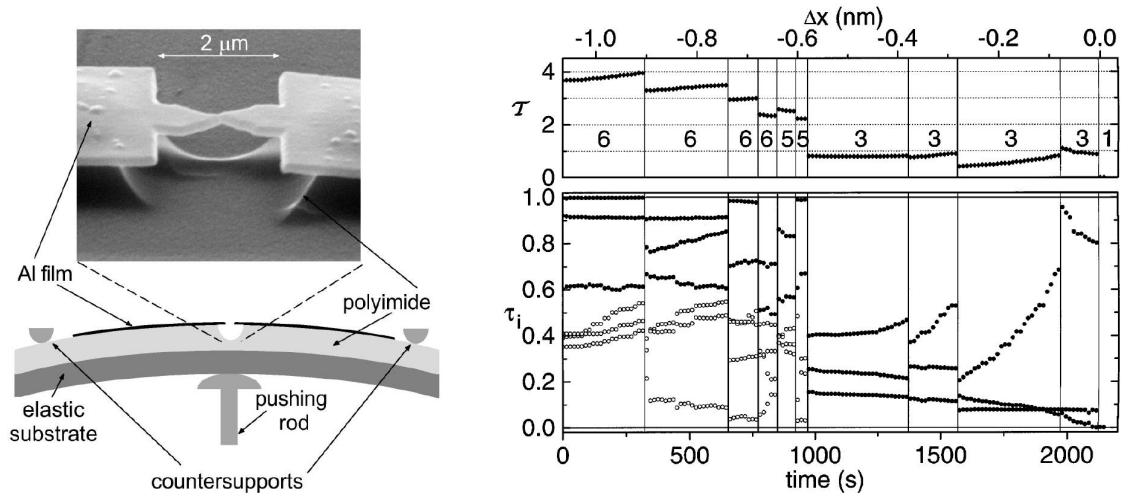 2 μm
Al film
polyimide
elastic
substrate
pushing
rod
countersupports
Δx (nm)
-1.0 -0.8 -0.6 -0.4 -0.2 -0.0
4
𝒯
2
0
6 6 6 6 5 5 3 3 3 3 1
1.0
0.8
0.6
τi
0.4
0.2
0.0
0 500 1000 1500 2000
time (s)